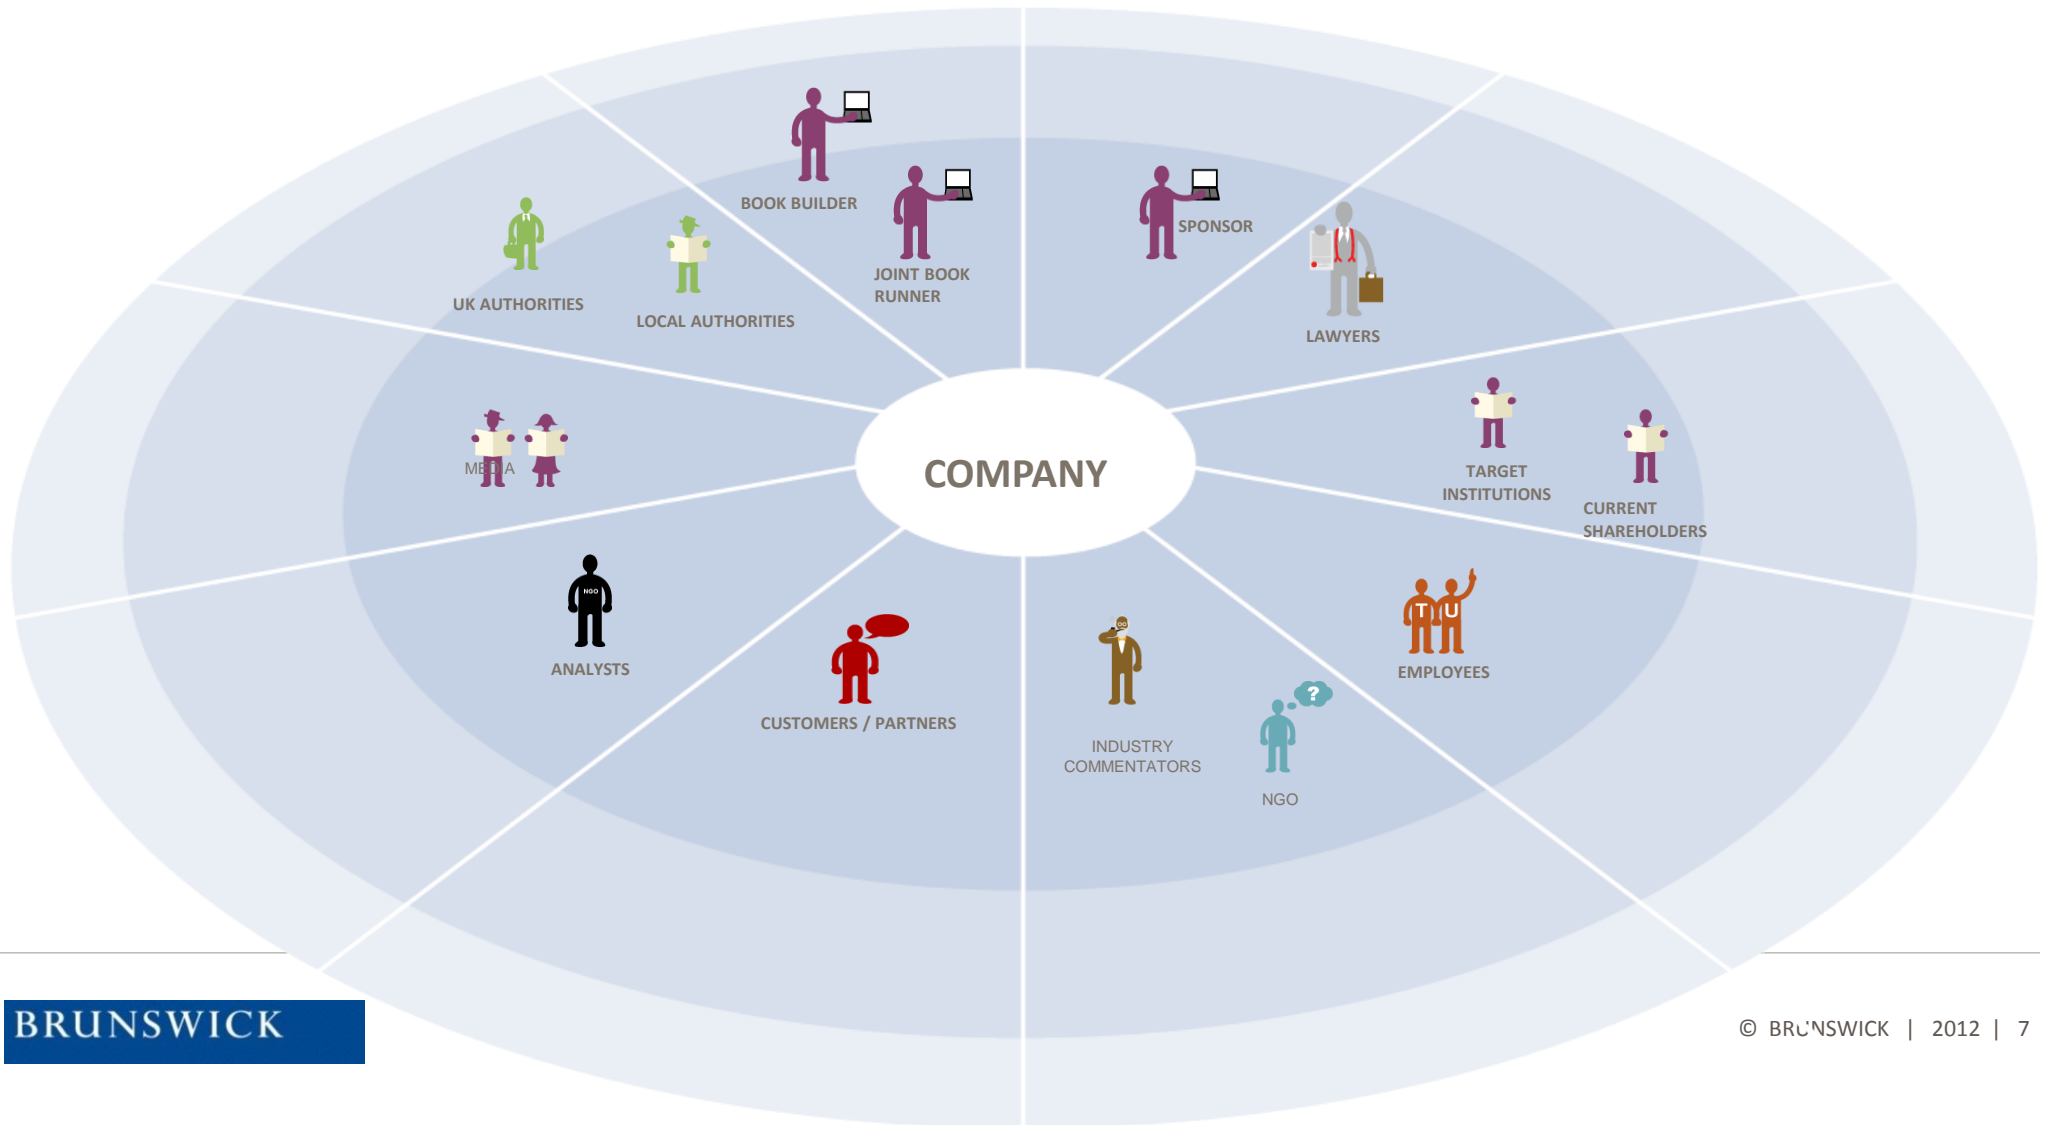 BOOK BUILDER
SPONSOR
JOINT BOOK
RUNNER
UK AUTHORITIES
LOCAL AUTHORITIES
LAWYERS
MEDIA
COMPANY
TARGET
INSTITUTIONS
CURRENT
SHAREHOLDERS
NGO
ANALYSTS
T U
EMPLOYEES
CUSTOMERS / PARTNERS
INDUSTRY
COMMENTATORS
?
NGO
BRUNSWICK
© BRUNSWICK | 2012 | 7